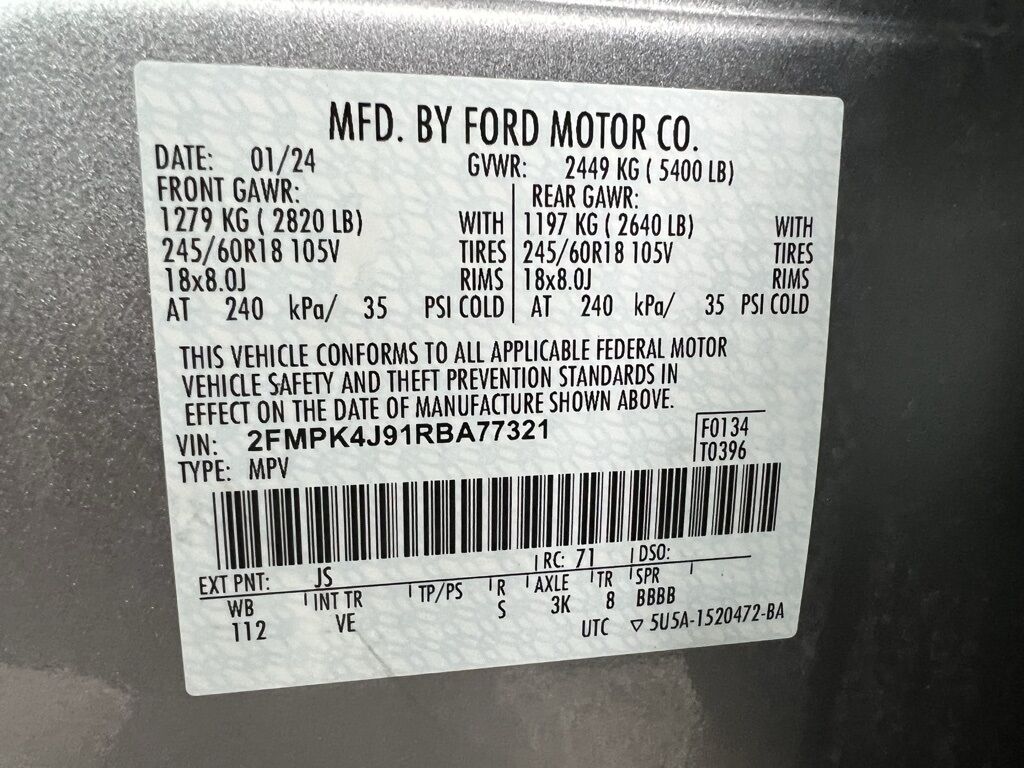 MFD. BY FORD MOTOR CO.
DATE: 01/24 GVWR: 2449 KG ( 5400 LB)
FRONT GAWR: REAR GAWR:
1279 KG ( 2820 LB) WITH 1197 KG ( 2640 LB) WITH
245/60R18 105V TIRES 245/60R18 105V TIRES
18x8.0J RIMS 18x8.0J RIMS
AT 240 kPa/ 35 PSI COLD AT 240 kPa/ 35 PSI COLD
THIS VEHICLE CONFORMS TO ALL APPLICABLE FEDERAL MOTOR
VEHICLE SAFETY AND THEFT PREVENTION STANDARDS IN
EFFECT ON THE DATE OF MANUFACTURE SHOWN ABOVE.
VIN: 2FMPK4J91RBA77321 F0134
TYPE: MPV T0396
EXT PNT: JS RC: 71 DSO:
WB INT TR TP/PS R AXLE TR SPR
112 VE S 3K 8 BBBB
UTC ▽ 5U5A-1520472-BA